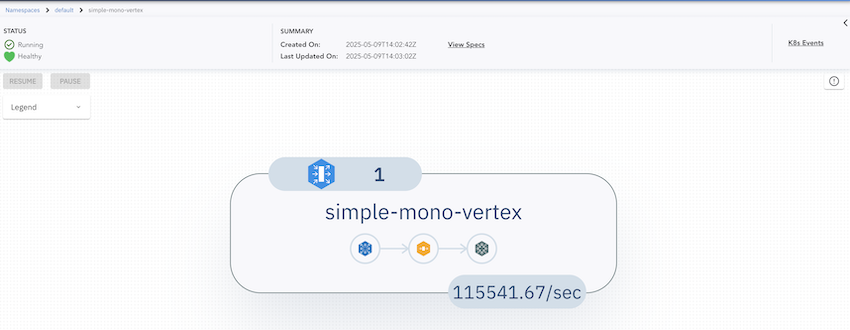 Namespaces > default > simple-mono-vertex
STATUS
Running
Healthy
SUMMARY
Created On: 2025-05-09T14:02:42Z View Specs
Last Updated On: 2025-05-09T14:03:02Z
K8s Events
RESUME PAUSE
Legend
1
simple-mono-vertex
115541.67/sec